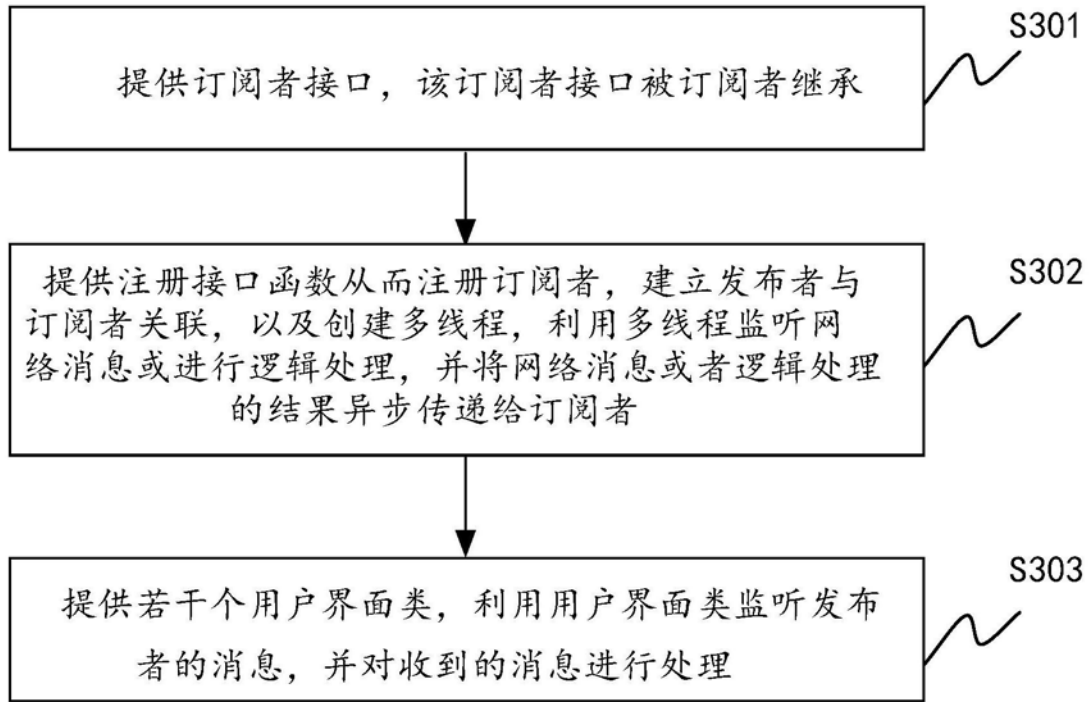 S301
提供订阅者接口，该订阅者接口被订阅者继承
S302
提供注册接口函数从而注册订阅者，建立发布者与
订阅者关联，以及创建多线程，利用多线程监听网
络消息或进行逻辑处理，并将网络消息或者逻辑处理
的结果异步传递给订阅者
S303
提供若干个用户界面类，利用用户界面类监听发布
者的消息，并对收到的消息进行处理